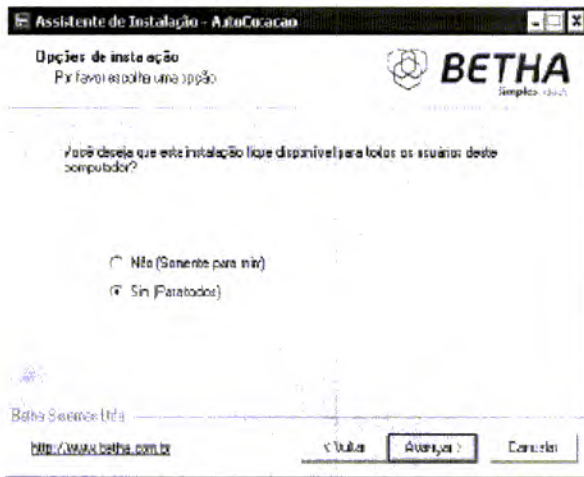 Assistente de Instalação - AutoCotacao
Opções de instalação
Por favor escolha uma opção
BETHA
Simples
Você deseja que esta instalação fique disponível para todos os usuários deste
computador?
Não (Somente para mim)
Sim (Para todos)
Betha Sistemas Ltda
http://www.betha.com.br
< Voltar
Avançar >
Cancelar